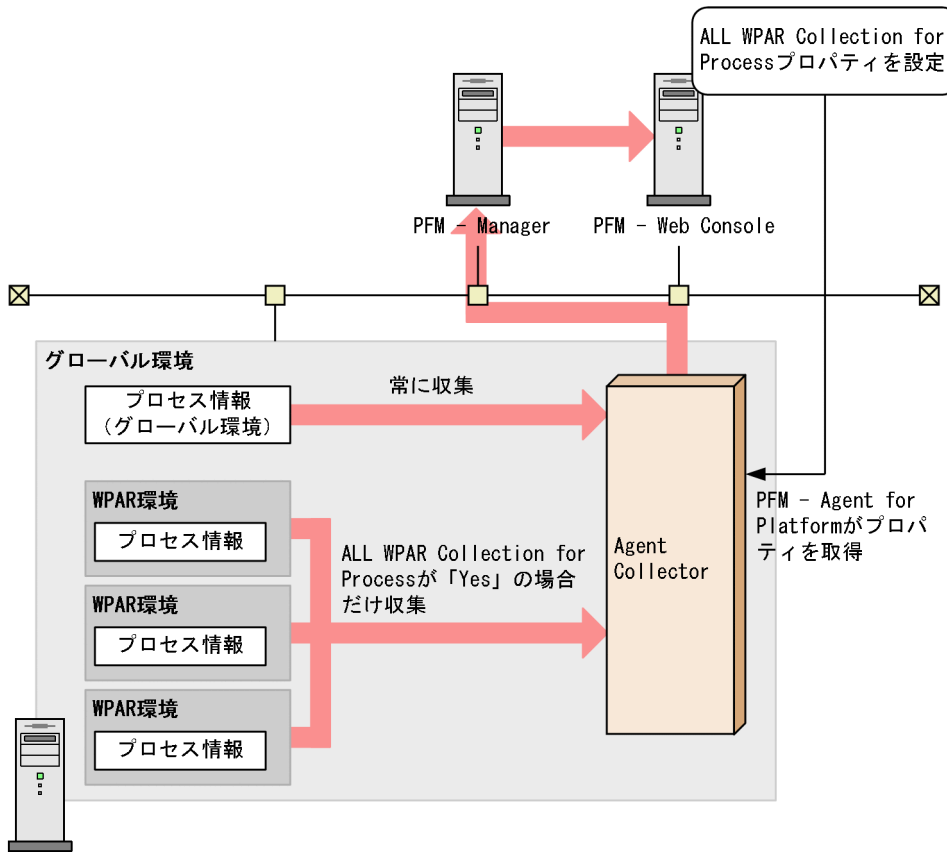 ALL WPAR Collection for
Processプロパティを設定
PFM - Manager
PFM - Web Console
グローバル環境
プロセス情報
(グローバル環境)
常に収集
WPAR環境
プロセス情報
WPAR環境
プロセス情報
WPAR環境
プロセス情報
ALL WPAR Collection for
Processが「Yes」の場合
だけ収集
Agent
Collector
PFM - Agent for
Platformがプロパ
ティを取得